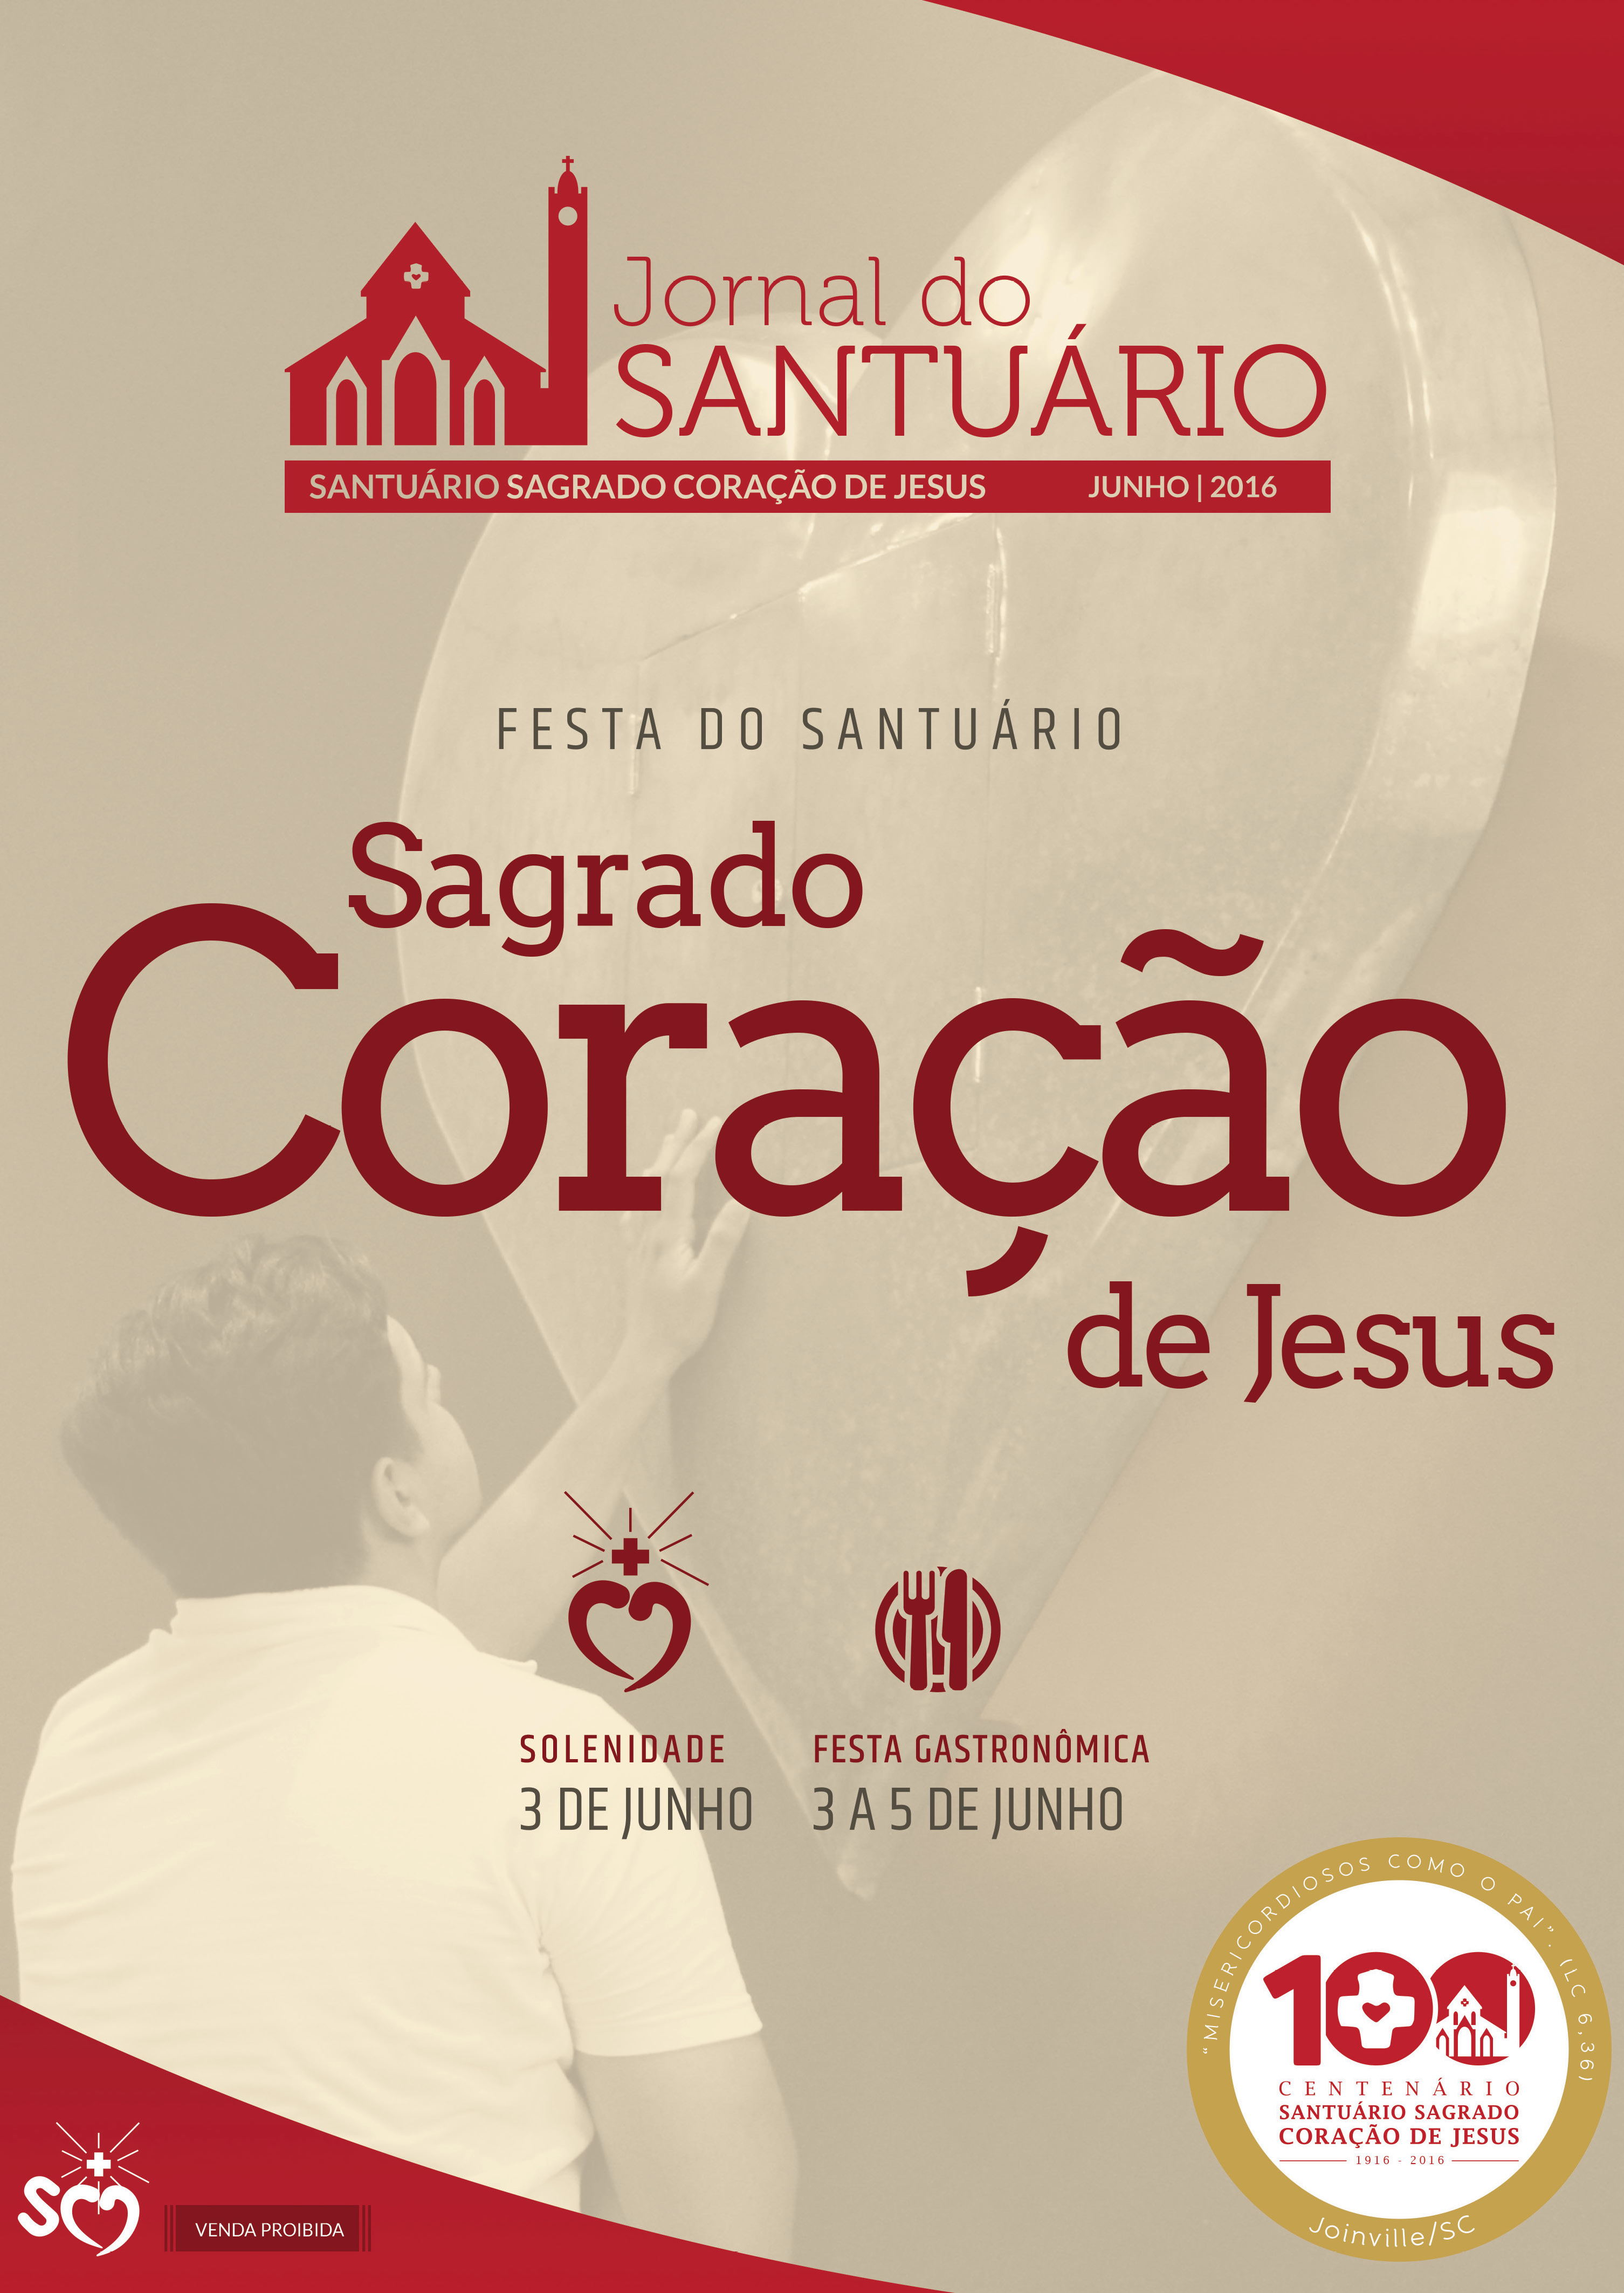 Jornal do
SANTUÁRIO
SANTUÁRIO SAGRADO CORAÇÃO DE JESUS JUNHO | 2016
FESTA DO SANTUÁRIO
Sagrado
Coração
de Jesus
SOLENIDADE
3 DE JUNHO
FESTA GASTRONÔMICA
3 A 5 DE JUNHO
"MISERICORDIOSOS COMO O PAI". (LC 6,36)
100
CENTENÁRIO
SANTUÁRIO SAGRADO
CORAÇÃO DE JESUS
1916 - 2016
Joinville/SC
S
VENDA PROIBIDA